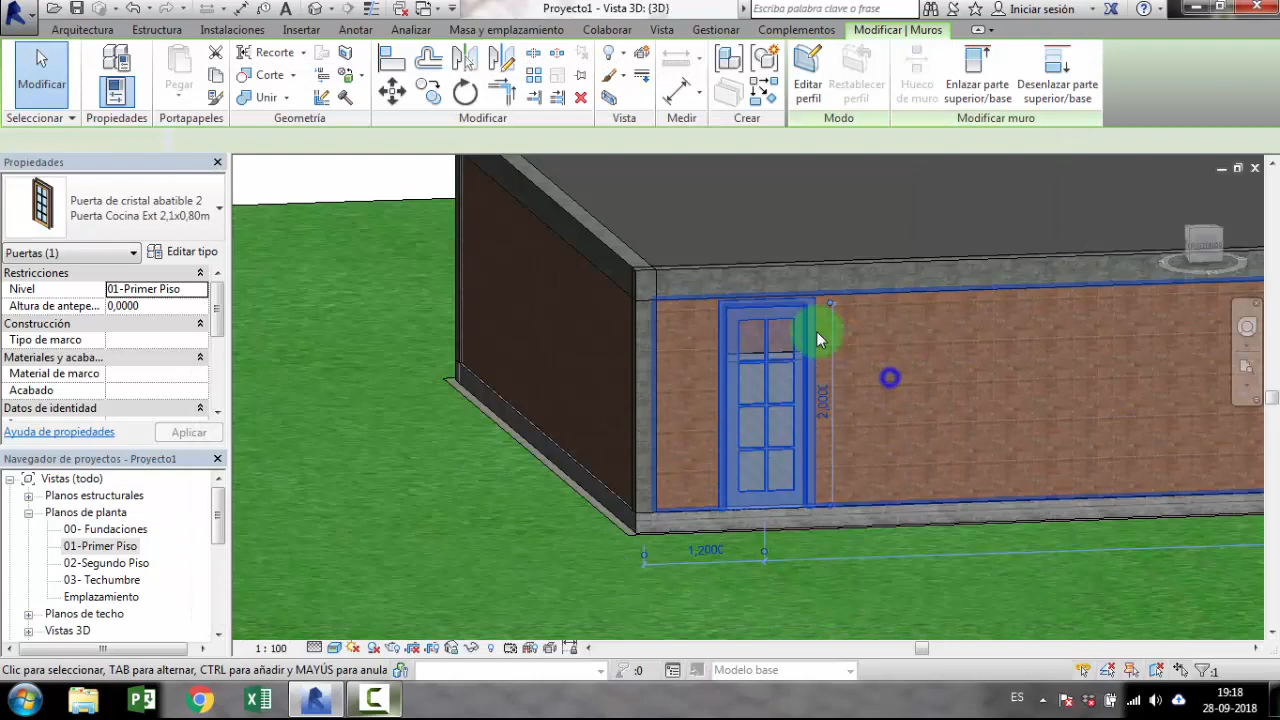 Proyecto1 - Vista 3D: {3D}
Escriba palabra clave o frase
Iniciar sesión
Arquitectura Estructura Instalaciones Insertar Anotar Analizar Masa y emplazamiento Colaborar Vista Gestionar Complementos Modificar | Muros
Modificar
Pegar
Recorte
Corte
Unir
Editar perfil
Restablecer perfil
Hueco de muro
Enlazar parte superior/base
Desenlazar parte superior/base
Seleccionar Propiedades Portapapeles Geometría Modificar Vista Medir Crear Modo Modificar muro
Propiedades
Puerta de cristal abatible 2
Puerta Cocina Ext 2,1x0,80m
Puertas (1) Editar tipo
Restricciones
Nivel 01-Primer Piso
Altura de antepe... 0,0000
Construcción
Tipo de marco
Materiales y acaba...
Material de marco
Acabado
Datos de identidad
Ayuda de propiedades Aplicar
Navegador de proyectos - Proyecto1
Vistas (todo)
Planos estructurales
Planos de planta
00- Fundaciones
01-Primer Piso
02-Segundo Piso
03- Techumbre
Emplazamiento
Planos de techo
Vistas 3D
2,0000
1,2000
1 : 100
Clic para seleccionar, TAB para alternar, CTRL para añadir y MAYÚS para anula
:0
Modelo base
:1
ES
19:18
28-09-2018